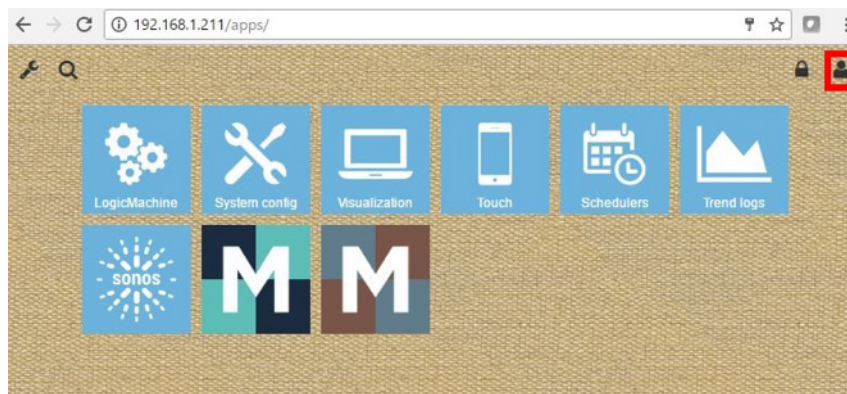 192.168.1.211/apps/
LogicMachine
System config
Visualization
Touch
Schedulers
Trend logs
sonos
M
M